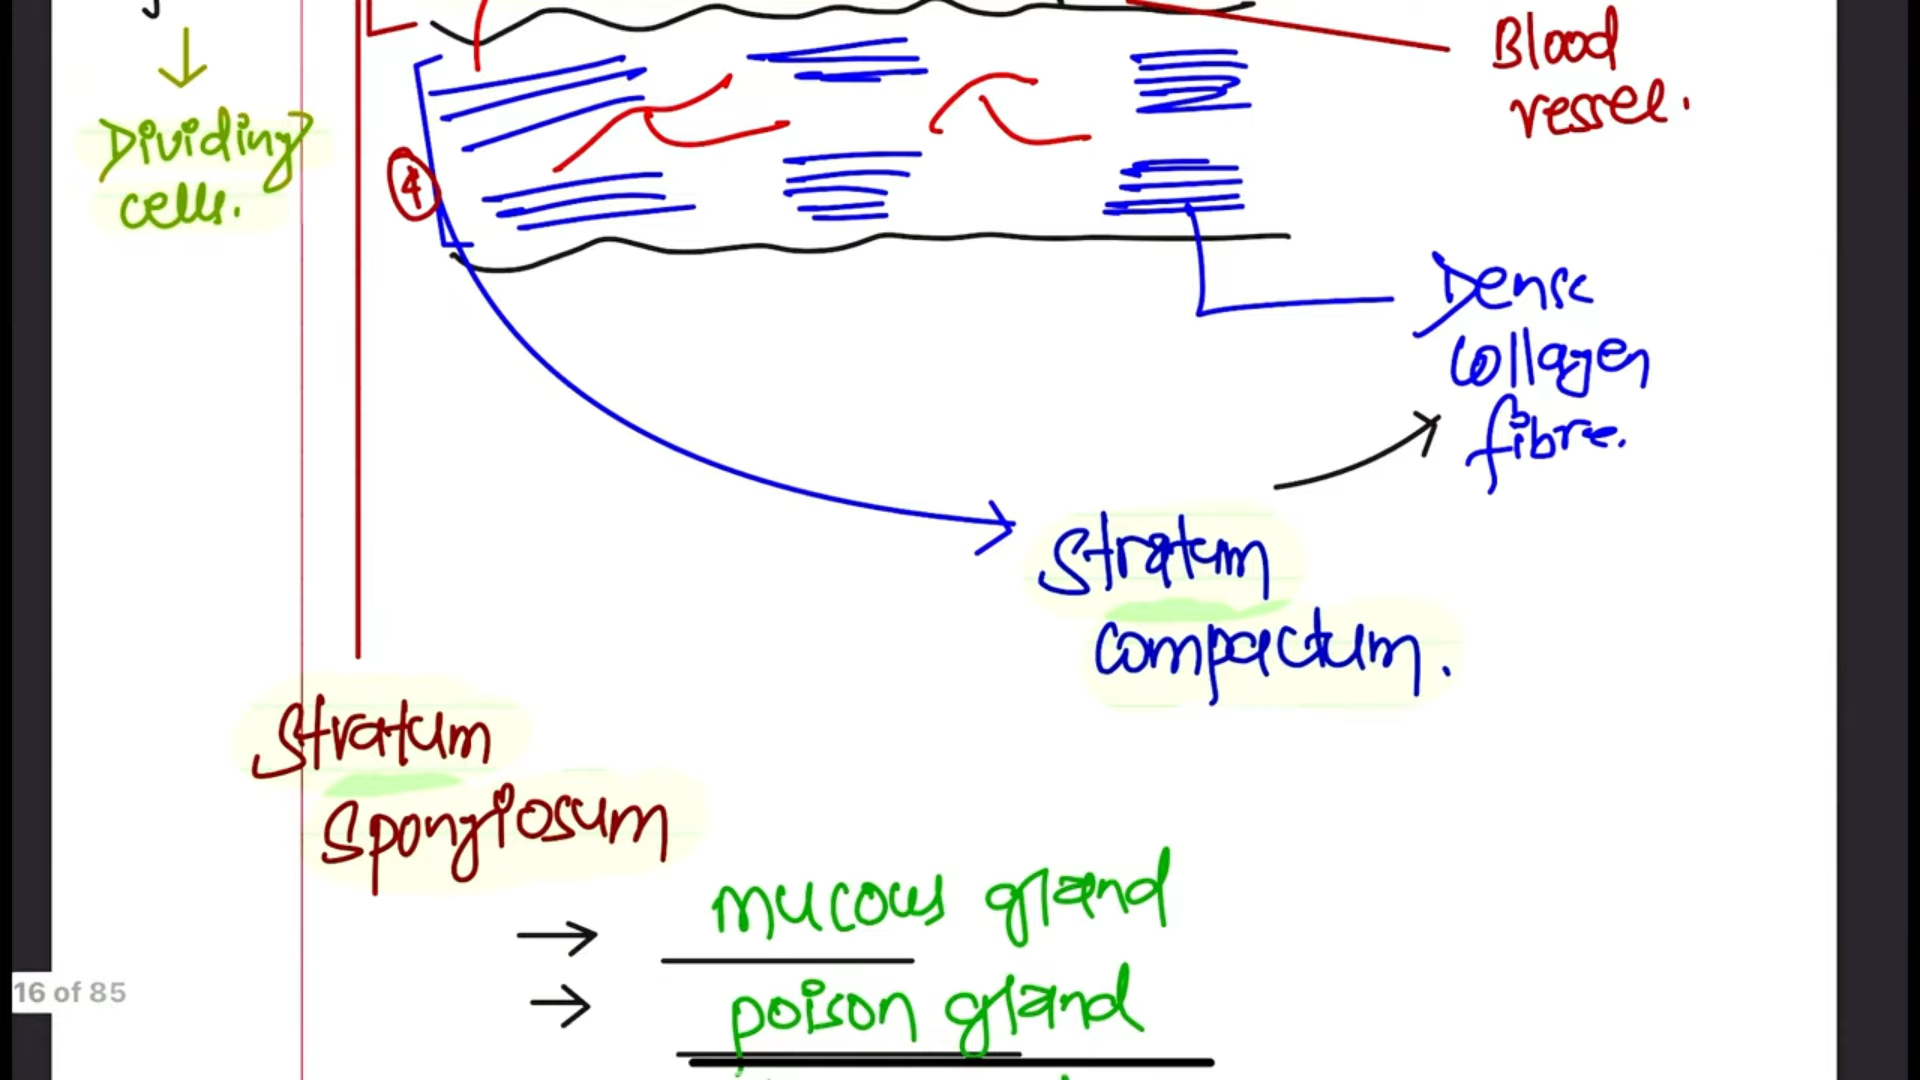 Blood
vessel.
Dividing
cells.
4
Dense
collagen
fibre.
Stratum
compactum.
Stratum
Spongiosum
→ mucous gland
→ poison gland
16 of 85